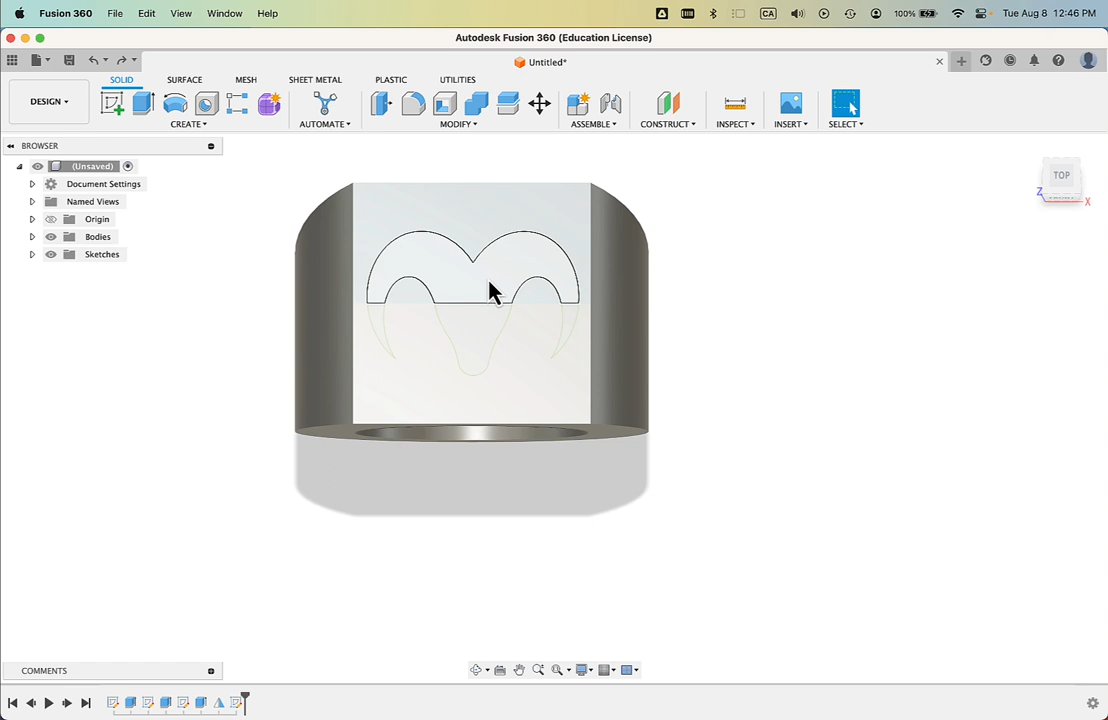 Fusion 360 File Edit View Window Help CA 100% Tue Aug 8 12:46 PM
Autodesk Fusion 360 (Education License)
Untitled*
SOLID SURFACE MESH SHEET METAL PLASTIC UTILITIES
DESIGN
CREATE AUTOMATE MODIFY ASSEMBLE CONSTRUCT INSPECT INSERT SELECT
BROWSER
(Unsaved)
Document Settings
Named Views
Origin
Bodies
Sketches
TOP
Z
X
COMMENTS